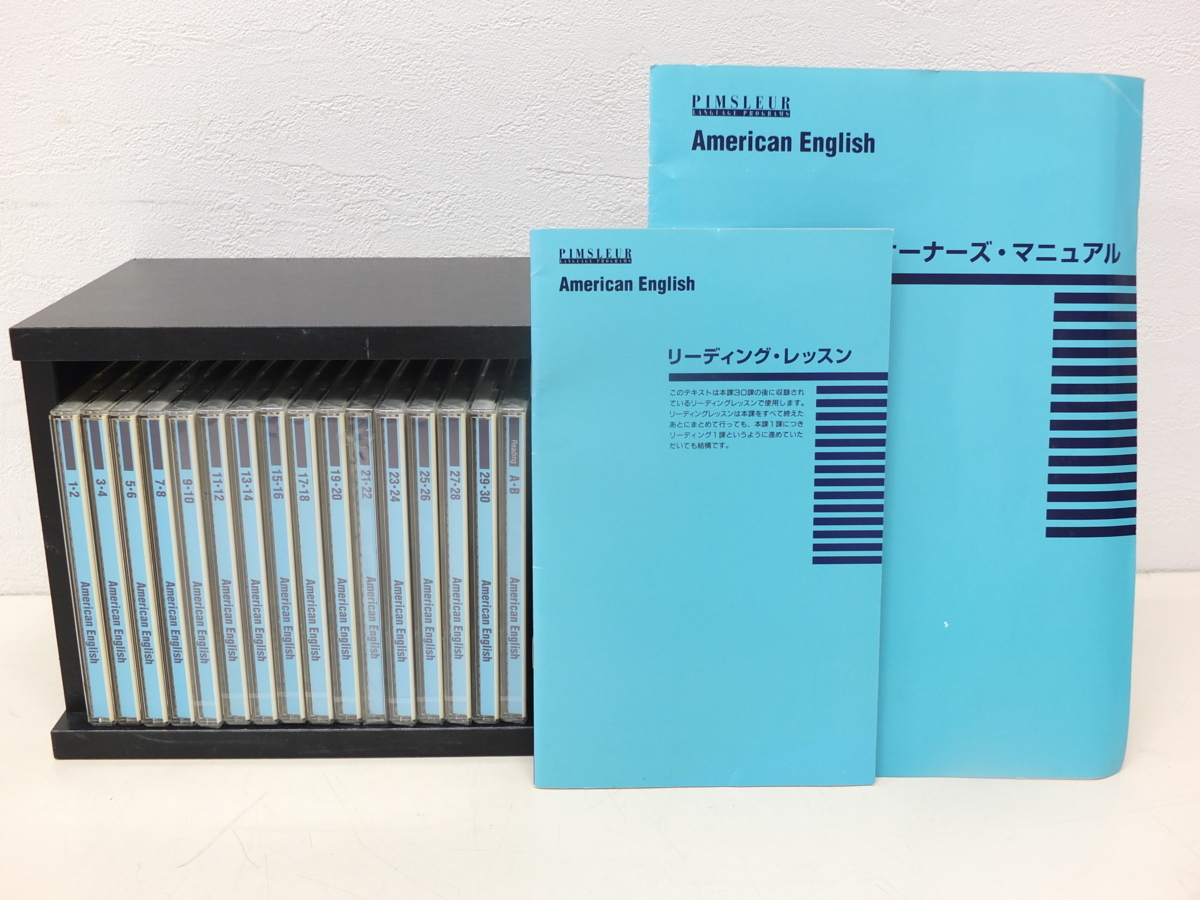 PIMSLEUR
LANGUAGE PROGRAMS
American English
ーナーズ・マニュアル
PIMSLEUR
LANGUAGE PROGRAMS
American English
リーディング・レッスン
このテキストは本課30課の後に収録され
ているリーディングレッスンで使用します。
リーディングレッスンは本課をすべて終えた
あとにまとめて行っても、本課1課につき
リーディング1課というように進めていた
だいても結構です。
1・2 American English
3・4 American English
5・6 American English
7・8 American English
9・10 American English
11・12 American English
13・14 American English
15・16 American English
17・18 American English
19・20 American English
21・22 American English
23・24 American English
25・26 American English
27・28 American English
29・30 American English
Reading A・B American English